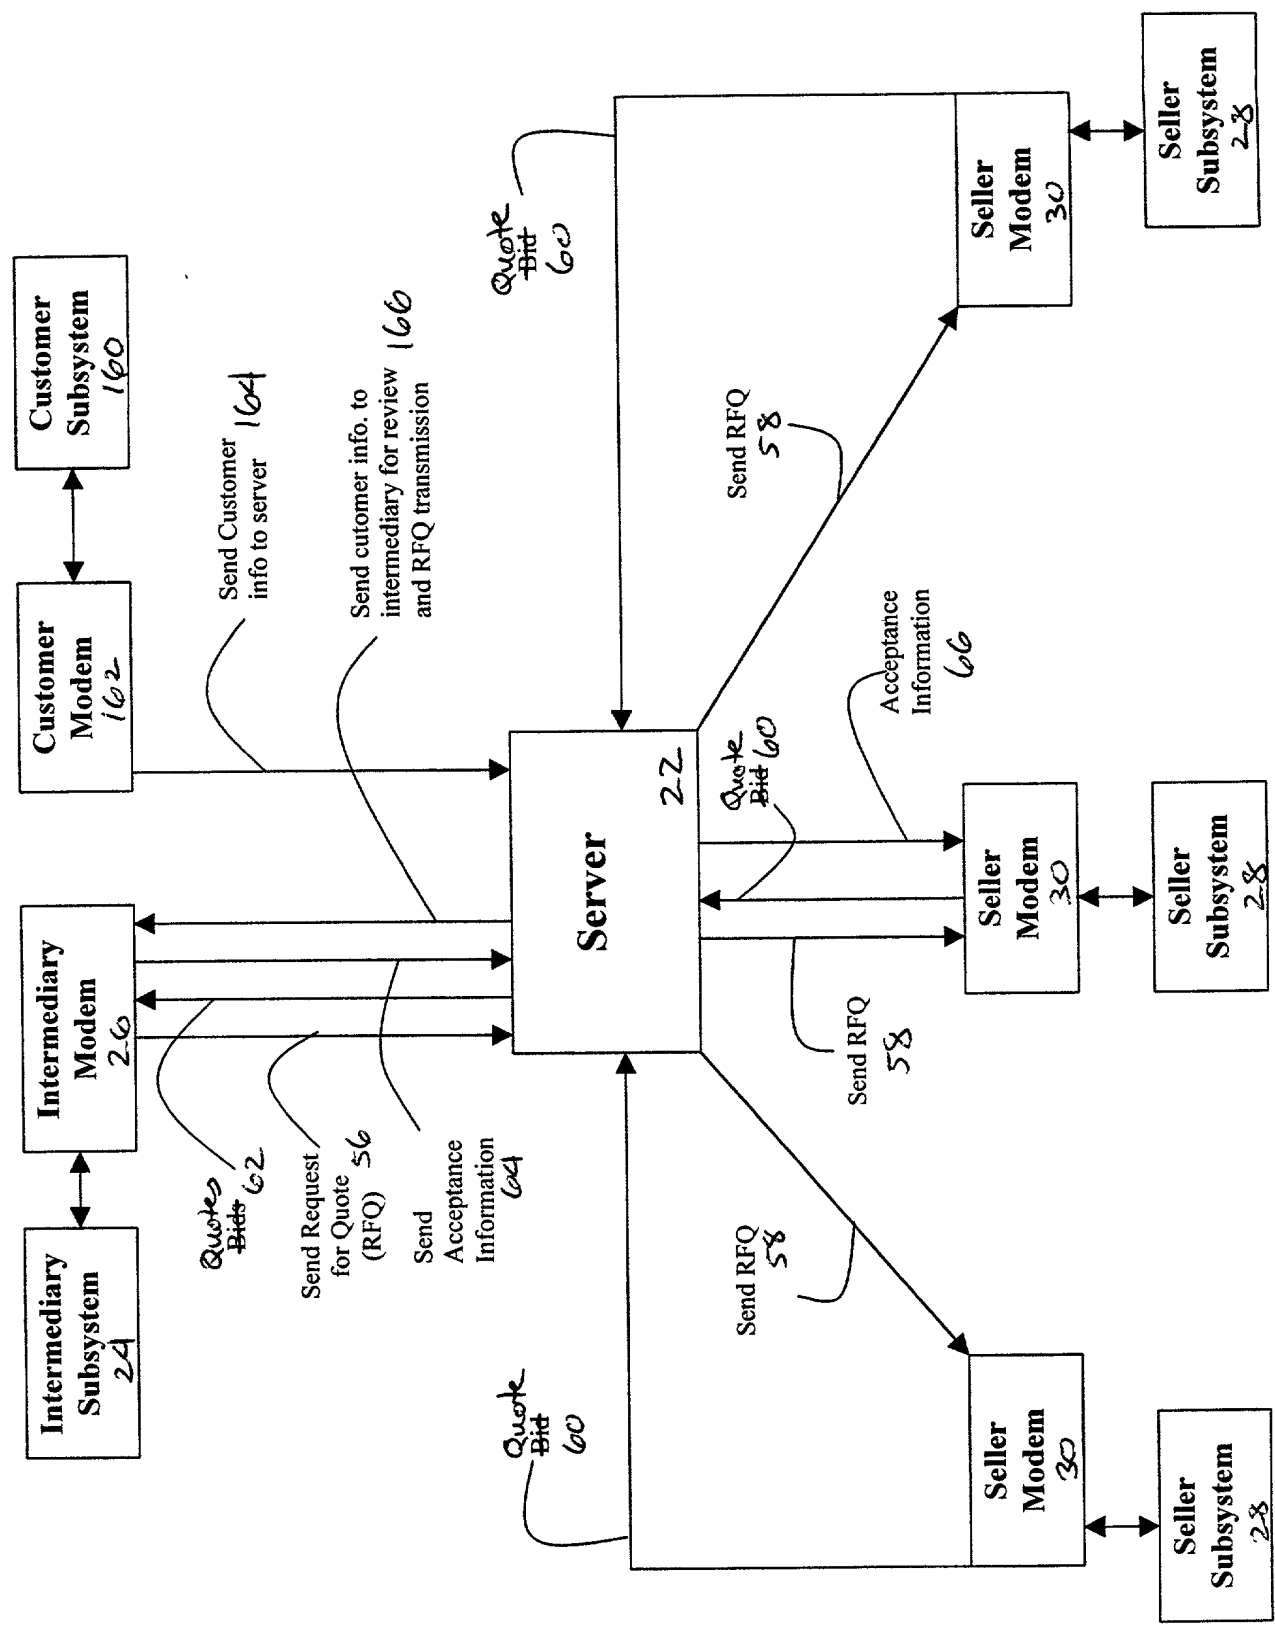 Intermediary
Subsystem
24
Intermediary
Modem
26
Customer
Modem
162
Customer
Subsystem
160
Quotes
Bids 62
Send Request
for Quote
(RFQ) 56
Send
Acceptance
Information
64
Send Customer
info to server 164
Send cutomer info. to
intermediary for review 166
and RFQ transmission
Quote
Bid
60
Server
22
Quote
Bid
60
Send RFQ
58
Send RFQ
58
Quote
Bid 60
Acceptance
Information
66
Send RFQ
58
Seller
Modem
30
Seller
Modem
30
Seller
Modem
30
Seller
Subsystem
28
Seller
Subsystem
28
Seller
Subsystem
28